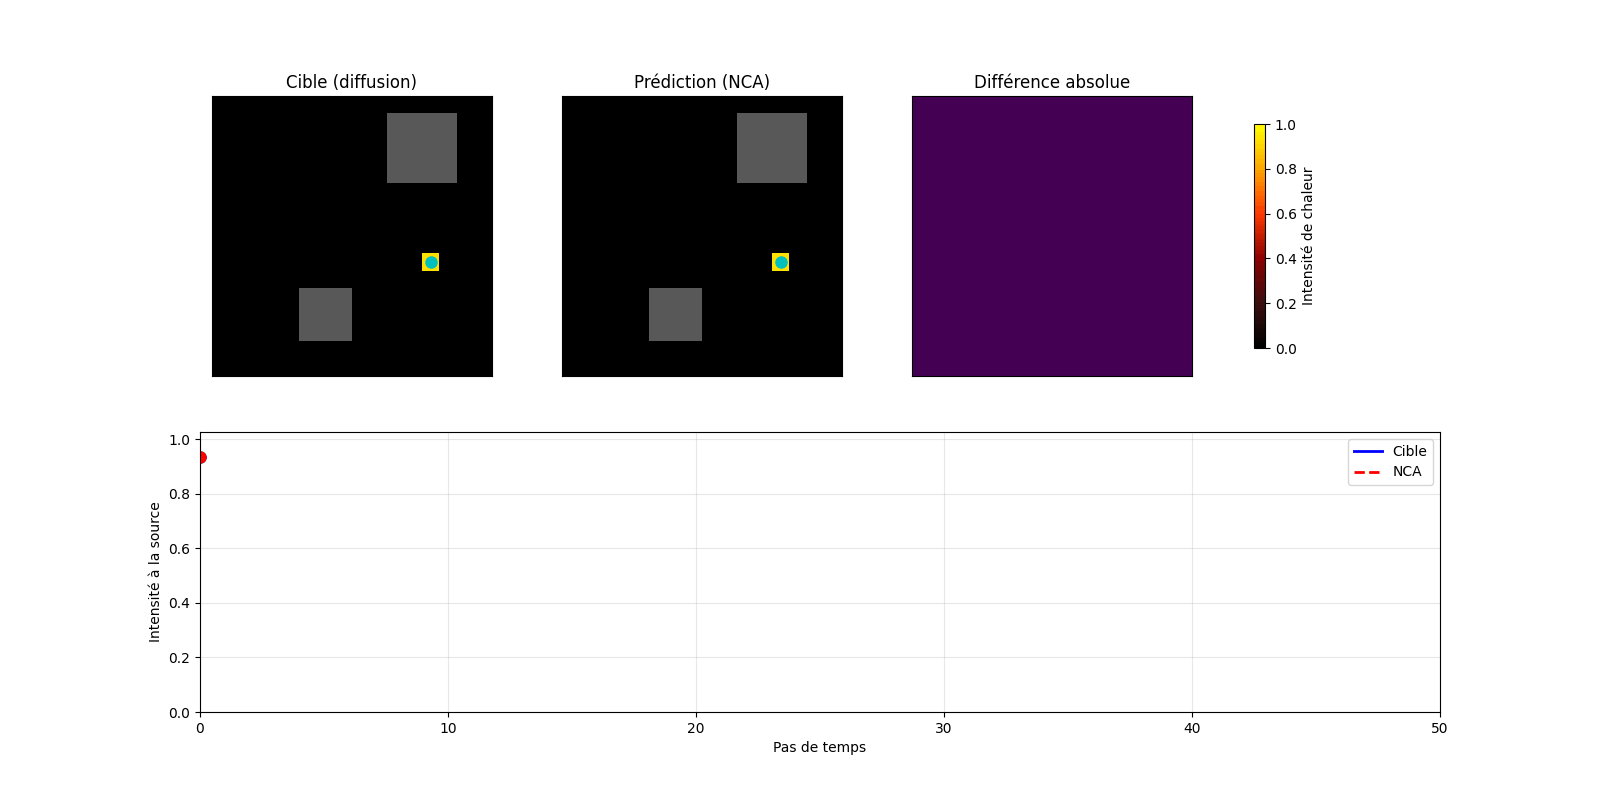 Cible (diffusion)
Prédiction (NCA)
Différence absolue
1.0
0.8
0.6
0.4
0.2
0.0
Intensité de chaleur
1.0
0.8
0.6
0.4
0.2
0.0
Intensité à la source
Cible
NCA
0 10 20 30 40 50
Pas de temps